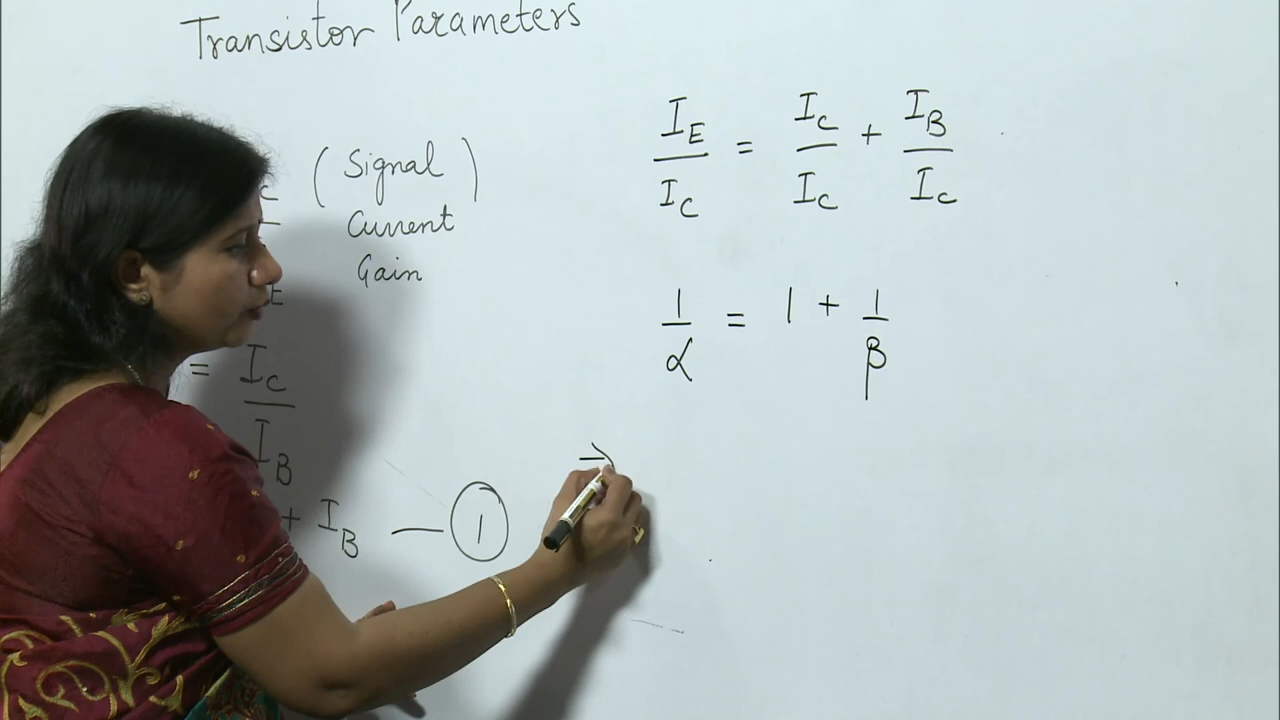 Transistor Parameters
C ( Signal )
Current
Gain
E
= I_C
I_B
+ I_B — ①
I_E / I_C = I_C / I_C + I_B / I_C
1 / α = 1 + 1 / β
⇒